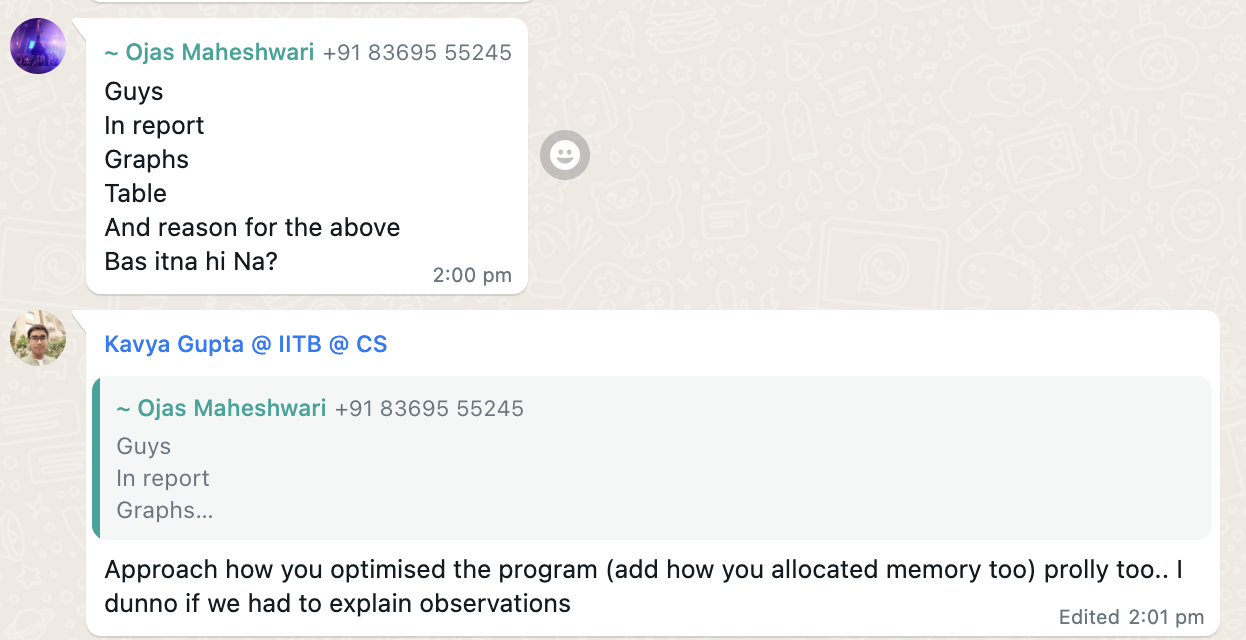 ~ Ojas Maheshwari +91 83695 55245
Guys
In report
Graphs
Table
And reason for the above
Bas itna hi Na?
2:00 pm
Kavya Gupta @ IITB @ CS
~ Ojas Maheshwari +91 83695 55245
Guys
In report
Graphs...
Approach how you optimised the program (add how you allocated memory too) prolly too.. I
dunno if we had to explain observations
Edited 2:01 pm